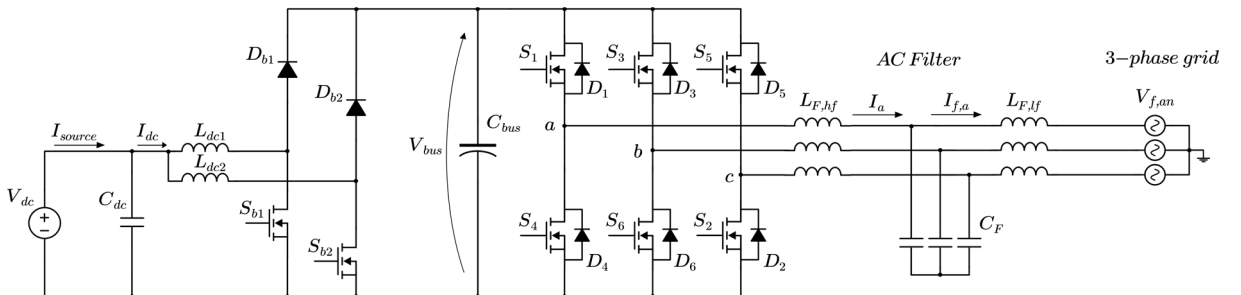 S_1
S_3
S_5
AC Filter
3-phase grid
D_{b1}
D_1
D_3
D_5
D_{b2}
L_{F,hf}
I_a
I_{f,a}
L_{F,lf}
V_{f,an}
I_{source}
I_{dc}
L_{dc1}
V_{bus}
C_{bus}
a
L_{dc2}
b
c
V_{dc}
+
−
C_{dc}
S_{b1}
S_4
S_6
S_2
C_F
S_{b2}
D_4
D_6
D_2